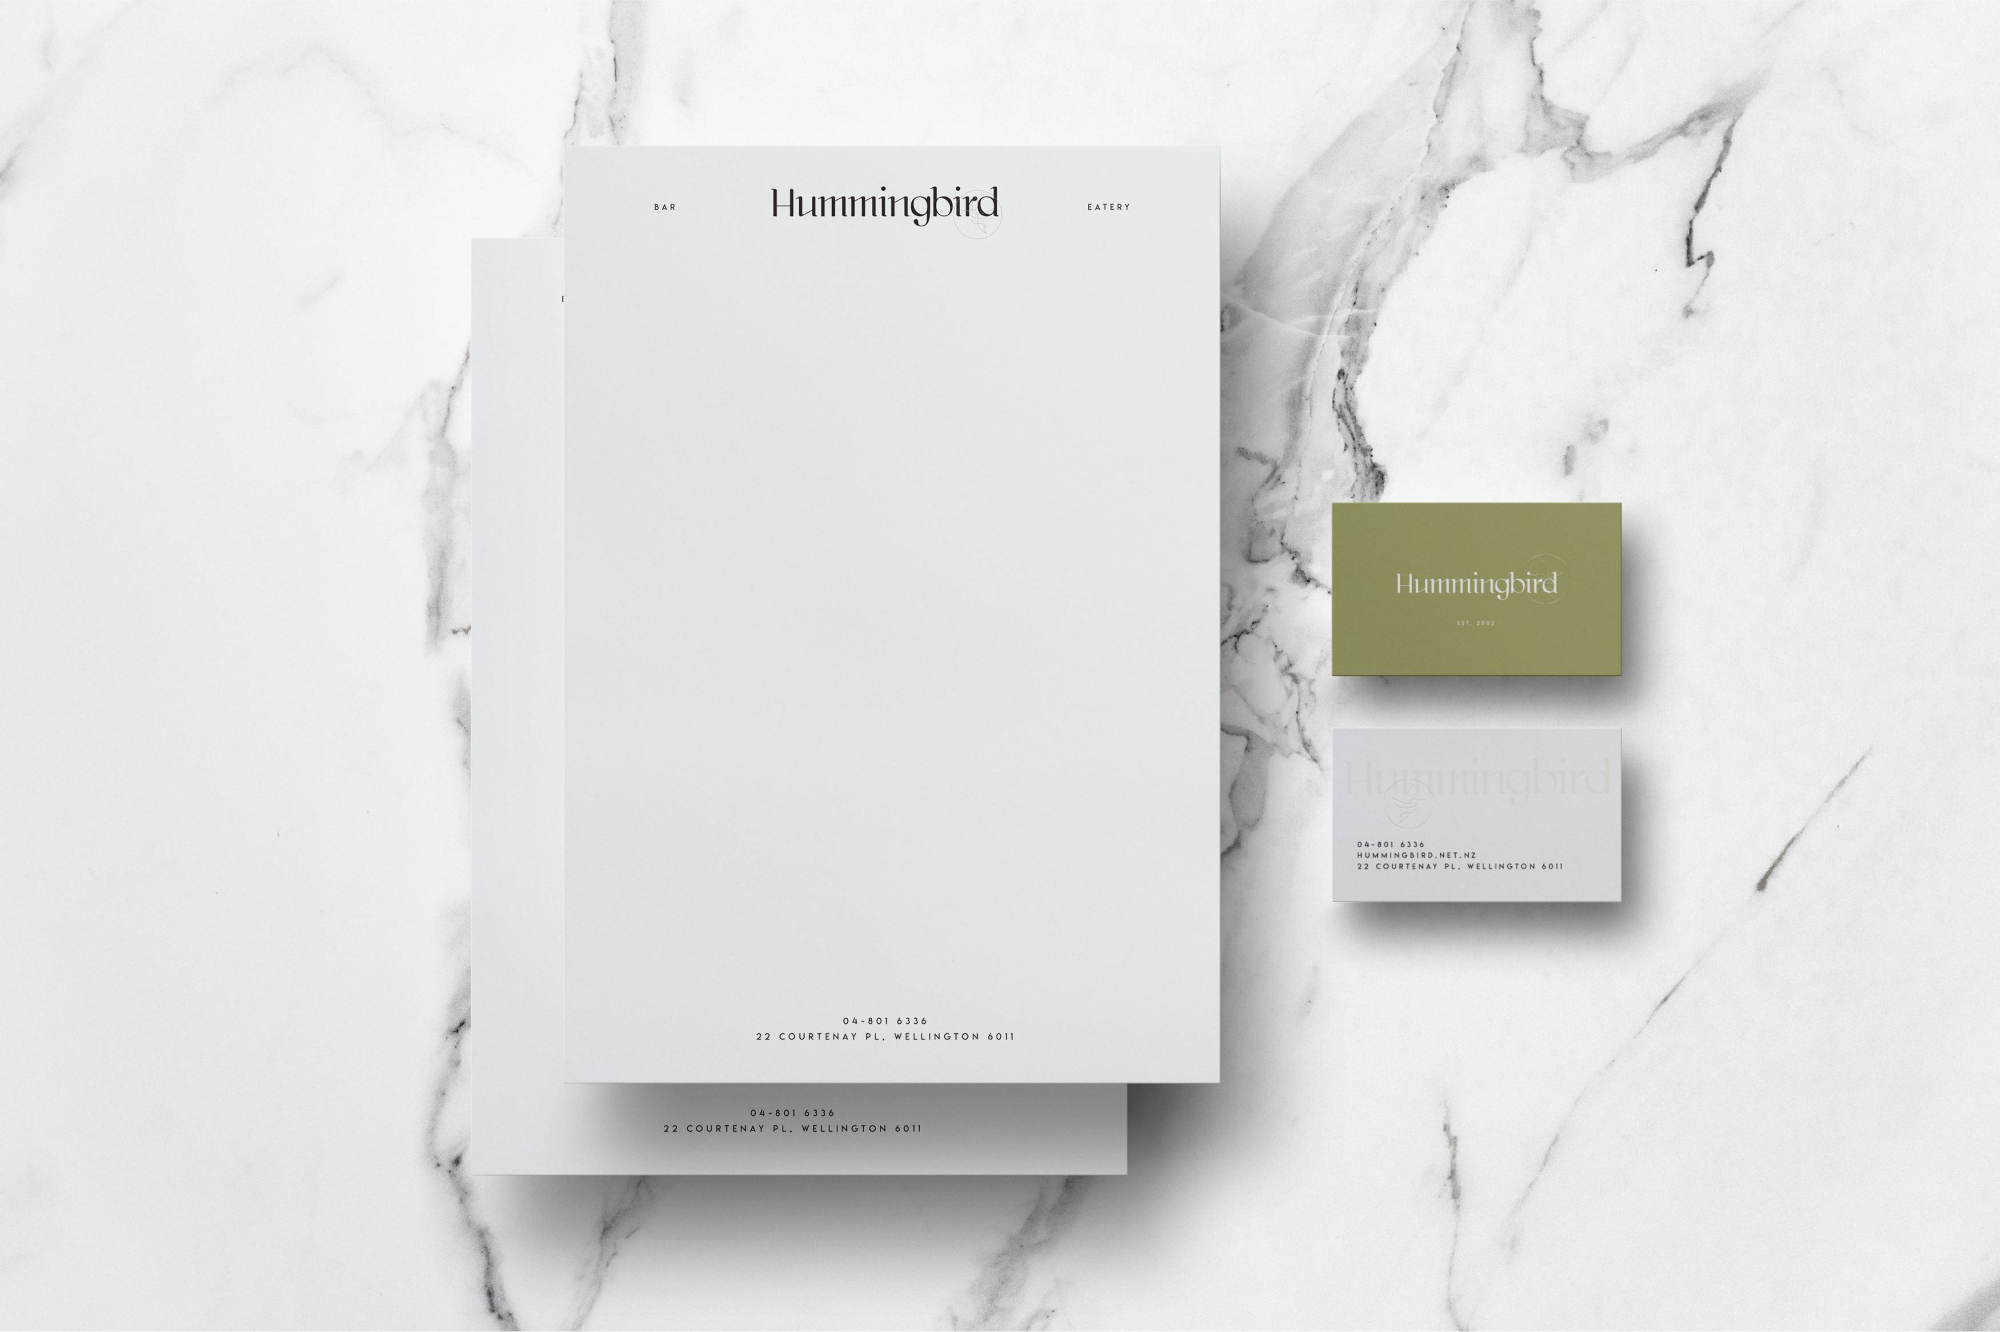 BAR Hummingbird EATERY
04-801 6336
22 COURTENAY PL, WELLINGTON 6011
04-801 6336
22 COURTENAY PL, WELLINGTON 6011
Hummingbird
EST. 2002
Hummingbird
04-801 6336
HUMMINGBIRD.NET.NZ
22 COURTENAY PL, WELLINGTON 6011